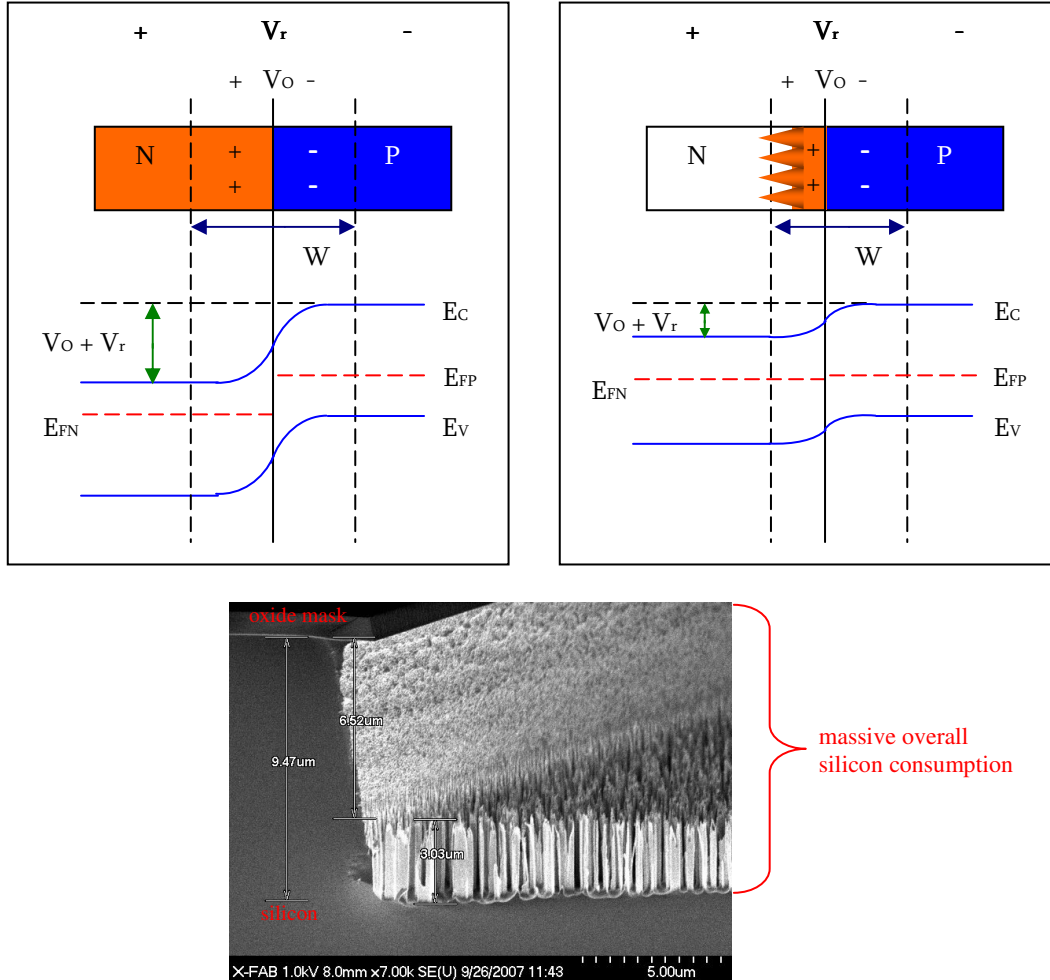 + Vr -
+ VO -
N + - P
+ -
W
VO + Vr
EC
EFP
EFN
EV
+ Vr -
+ VO -
N + - P
+ -
W
VO + Vr
EC
EFP
EFN
EV
oxide mask
6.52um
9.47um
massive overall
silicon consumption
3.03um
silicon
X-FAB 1.0kV 8.0mm x7.00k SE(U) 9/26/2007 11:43 5.00um